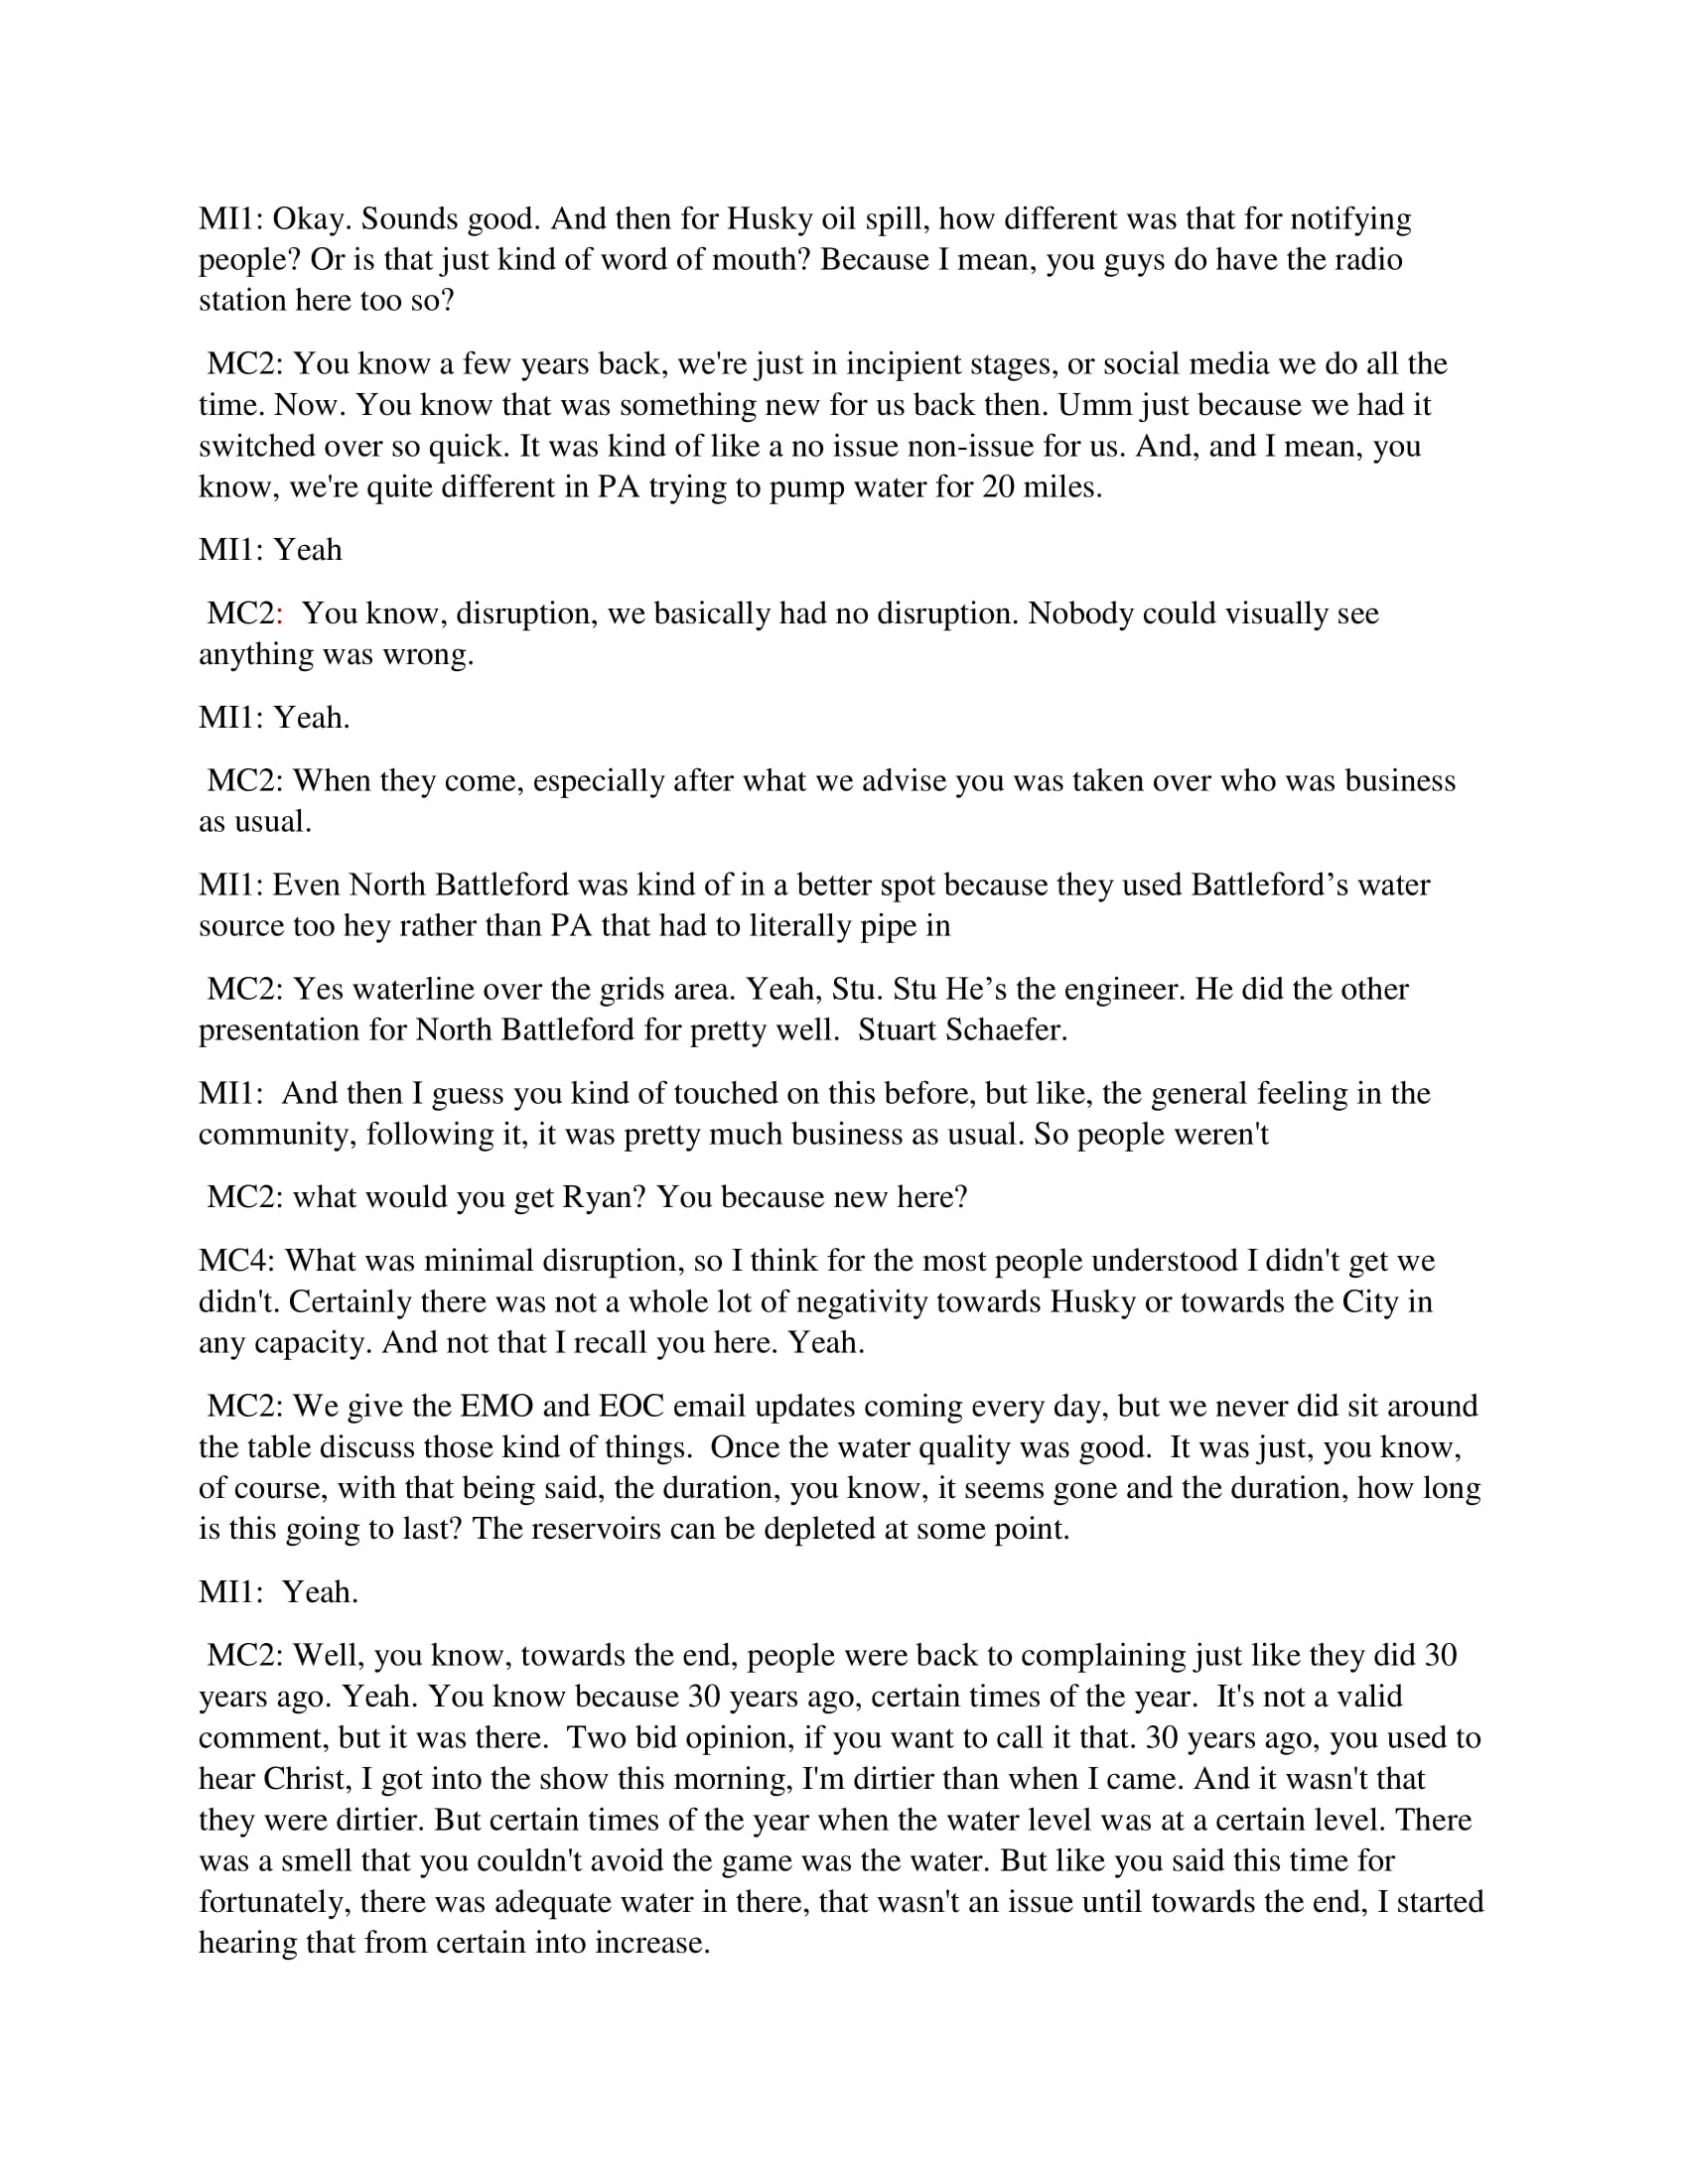 MI1: Okay. Sounds good. And then for Husky oil spill, how different was that for notifying
people? Or is that just kind of word of mouth? Because I mean, you guys do have the radio
station here too so?
MC2: You know a few years back, we're just in incipient stages, or social media we do all the
time. Now. You know that was something new for us back then. Umm just because we had it
switched over so quick. It was kind of like a no issue non-issue for us. And, and I mean, you
know, we're quite different in PA trying to pump water for 20 miles.
MI1: Yeah
MC2:  You know, disruption, we basically had no disruption. Nobody could visually see
anything was wrong.
MI1: Yeah.
MC2: When they come, especially after what we advise you was taken over who was business
as usual.
MI1: Even North Battleford was kind of in a better spot because they used Battleford’s water
source too hey rather than PA that had to literally pipe in
MC2: Yes waterline over the grids area. Yeah, Stu. Stu He’s the engineer. He did the other
presentation for North Battleford for pretty well.  Stuart Schaefer.
MI1:  And then I guess you kind of touched on this before, but like, the general feeling in the
community, following it, it was pretty much business as usual. So people weren't
MC2: what would you get Ryan? You because new here?
MC4: What was minimal disruption, so I think for the most people understood I didn't get we
didn't. Certainly there was not a whole lot of negativity towards Husky or towards the City in
any capacity. And not that I recall you here. Yeah.
MC2: We give the EMO and EOC email updates coming every day, but we never did sit around
the table discuss those kind of things.  Once the water quality was good.  It was just, you know,
of course, with that being said, the duration, you know, it seems gone and the duration, how long
is this going to last? The reservoirs can be depleted at some point.
MI1:  Yeah.
MC2: Well, you know, towards the end, people were back to complaining just like they did 30
years ago. Yeah. You know because 30 years ago, certain times of the year.  It's not a valid
comment, but it was there.  Two bid opinion, if you want to call it that. 30 years ago, you used to
hear Christ, I got into the show this morning, I'm dirtier than when I came. And it wasn't that
they were dirtier. But certain times of the year when the water level was at a certain level. There
was a smell that you couldn't avoid the game was the water. But like you said this time for
fortunately, there was adequate water in there, that wasn't an issue until towards the end, I started
hearing that from certain into increase.